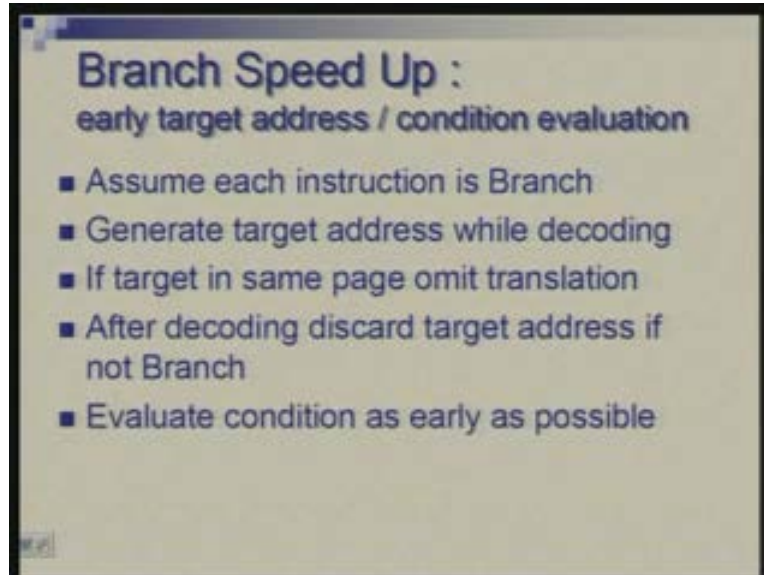 Branch Speed Up :
early target address / condition evaluation
■ Assume each instruction is Branch
■ Generate target address while decoding
■ If target in same page omit translation
■ After decoding discard target address if
not Branch
■ Evaluate condition as early as possible